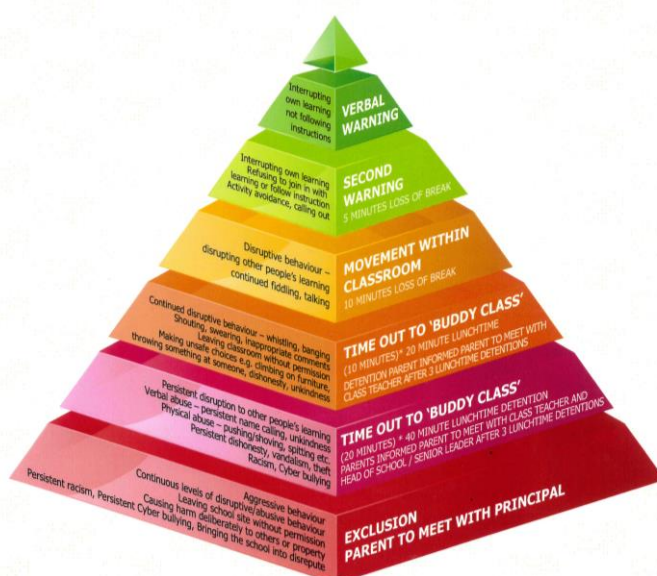 Interrupting
own learning
not following
instructions
VERBAL
WARNING
Interrupting own learning
Refusing to join in with
learning or follow instruction
Activity avoidance, calling out
SECOND
WARNING
5 MINUTES LOSS OF BREAK
Disruptive behaviour –
disrupting other people's learning
continued fiddling, talking
MOVEMENT WITHIN
CLASSROOM
10 MINUTES LOSS OF BREAK
Continued disruptive behaviour – whistling, banging
Shouting, swearing, inappropriate comments
Leaving classroom without permission
Making unsafe choices e.g. climbing on furniture,
throwing something at someone, dishonesty, unkindness
TIME OUT TO 'BUDDY CLASS'
(10 MINUTES)* 20 MINUTE LUNCHTIME
DETENTION PARENT INFORMED PARENT TO MEET WITH
CLASS TEACHER AFTER 3 LUNCHTIME DETENTIONS
Persistent disruption to other people's learning
Verbal abuse – persistent name calling, unkindness
Physical abuse – pushing/shoving, spitting etc.
Persistent dishonesty, vandalism, theft
Racism, Cyber bullying
TIME OUT TO 'BUDDY CLASS'
(20 MINUTES) * 40 MINUTE LUNCHTIME DETENTION
PARENTS INFORMED PARENT TO MEET WITH CLASS TEACHER AND
HEAD OF SCHOOL / SENIOR LEADER AFTER 3 LUNCHTIME DETENTIONS
Aggressive behaviour
Continuous levels of disruptive/abusive behaviour
Leaving school site without permission
Causing harm deliberately to others or property
Persistent racism, Persistent Cyber bullying, Bringing the school into disrepute
EXCLUSION
PARENT TO MEET WITH PRINCIPAL